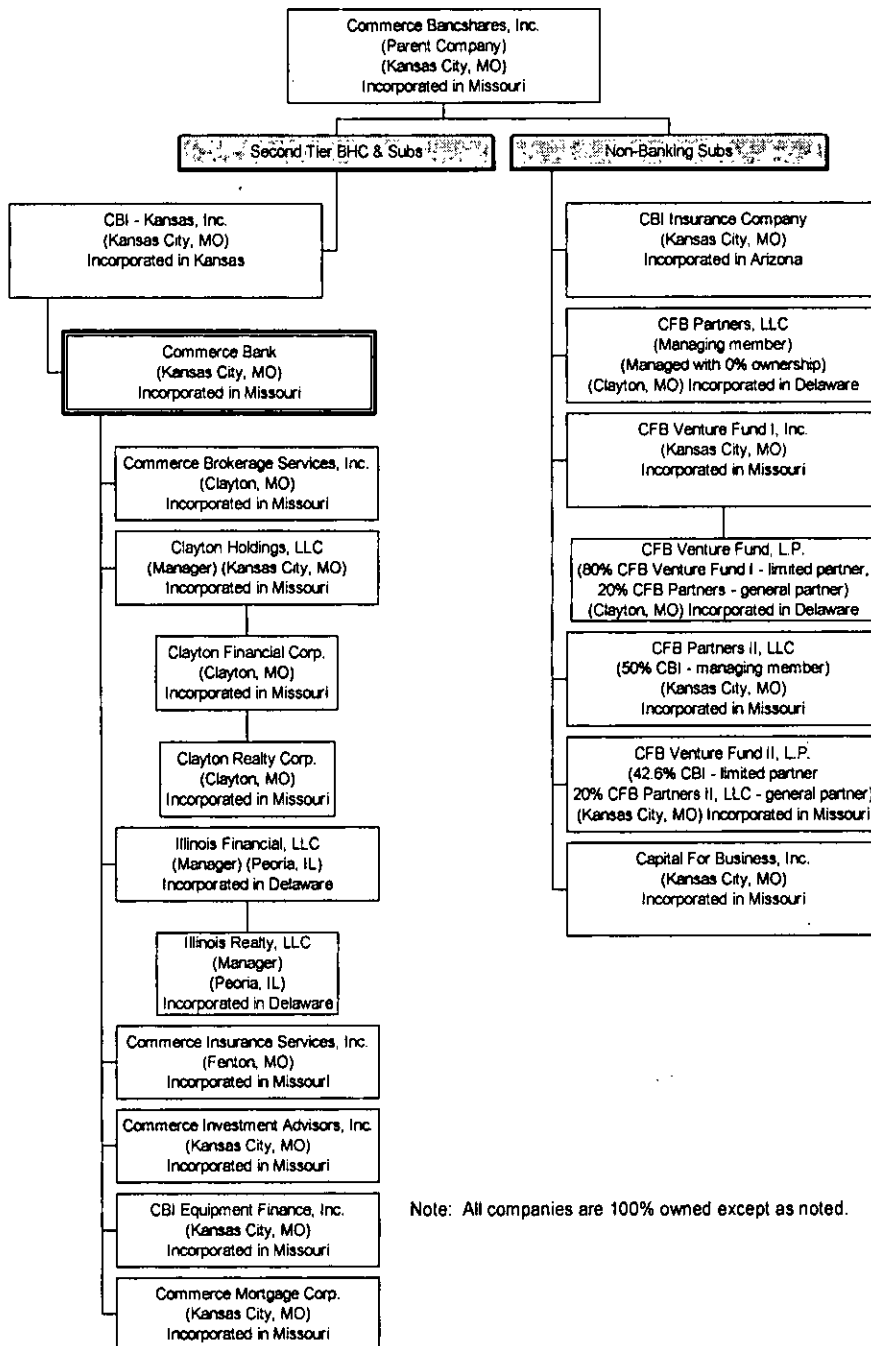 Commerce Bancshares, Inc.
(Parent Company)
(Kansas City, MO)
Incorporated in Missouri
Second Tier BHC & Subs
Non-Banking Subs
CBI - Kansas, Inc.
(Kansas City, MO)
Incorporated in Kansas
Commerce Bank
(Kansas City, MO)
Incorporated in Missouri
Commerce Brokerage Services, Inc.
(Clayton, MO)
Incorporated in Missouri
Clayton Holdings, LLC
(Manager) (Kansas City, MO)
Incorporated in Missouri
Clayton Financial Corp.
(Clayton, MO)
Incorporated in Missouri
Clayton Realty Corp.
(Clayton, MO)
Incorporated in Missouri
Illinois Financial, LLC
(Manager) (Peoria, IL)
Incorporated in Delaware
Illinois Realty, LLC
(Manager)
(Peoria, IL)
Incorporated in Delaware
Commerce Insurance Services, Inc.
(Fenton, MO)
Incorporated in Missouri
Commerce Investment Advisors, Inc.
(Kansas City, MO)
Incorporated in Missouri
CBI Equipment Finance, Inc.
(Kansas City, MO)
Incorporated in Missouri
Commerce Mortgage Corp.
(Kansas City, MO)
Incorporated in Missouri
CBI Insurance Company
(Kansas City, MO)
Incorporated in Arizona
CFB Partners, LLC
(Managing member)
(Managed with 0% ownership)
(Clayton, MO) Incorporated in Delaware
CFB Venture Fund I, Inc.
(Kansas City, MO)
Incorporated in Missouri
CFB Venture Fund, L.P.
(80% CFB Venture Fund I - limited partner,
20% CFB Partners - general partner)
(Clayton, MO) Incorporated in Delaware
CFB Partners II, LLC
(50% CBI - managing member)
(Kansas City, MO)
Incorporated in Missouri
CFB Venture Fund II, L.P.
(42.6% CBI - limited partner
20% CFB Partners II, LLC - general partner)
(Kansas City, MO) Incorporated in Missouri
Capital For Business, Inc.
(Kansas City, MO)
Incorporated in Missouri
Note: All companies are 100% owned except as noted.